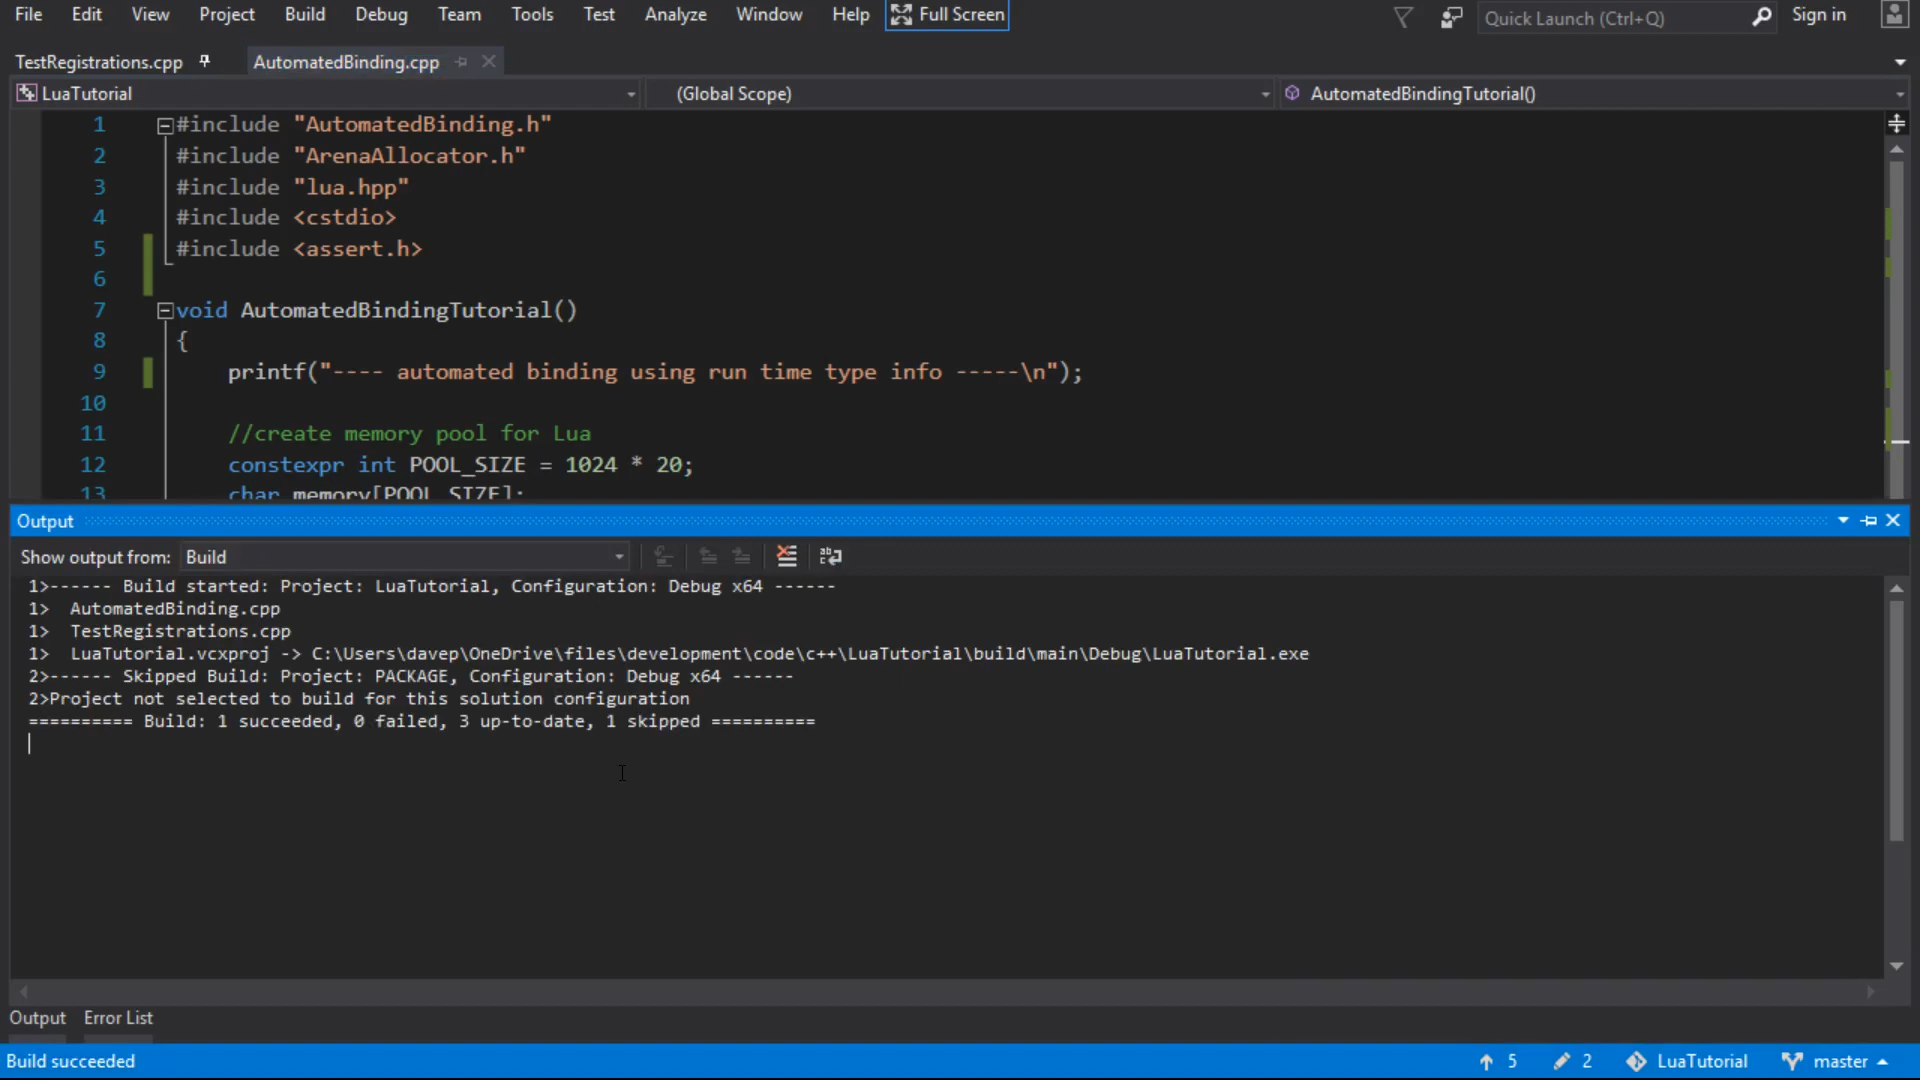 File Edit View Project Build Debug Team Tools Test Analyze Window Help Full Screen Quick Launch (Ctrl+Q) Sign in
TestRegistrations.cpp AutomatedBinding.cpp
LuaTutorial (Global Scope) AutomatedBindingTutorial()
1 #include "AutomatedBinding.h"
2 #include "ArenaAllocator.h"
3 #include "lua.hpp"
4 #include <cstdio>
5 #include <assert.h>
6
7 void AutomatedBindingTutorial()
8 {
9 printf("---- automated binding using run time type info -----\n");
10
11 //create memory pool for Lua
12 constexpr int POOL_SIZE = 1024 * 20;
13 char memory[POOL_SIZE];
Output
Show output from: Build
1>------ Build started: Project: LuaTutorial, Configuration: Debug x64 ------
1> AutomatedBinding.cpp
1> TestRegistrations.cpp
1> LuaTutorial.vcxproj -> C:\Users\davep\OneDrive\files\development\code\c++\LuaTutorial\build\main\Debug\LuaTutorial.exe
2>------ Skipped Build: Project: PACKAGE, Configuration: Debug x64 ------
2>Project not selected to build for this solution configuration
========== Build: 1 succeeded, 0 failed, 3 up-to-date, 1 skipped ==========
Output Error List
Build succeeded 5 2 LuaTutorial master